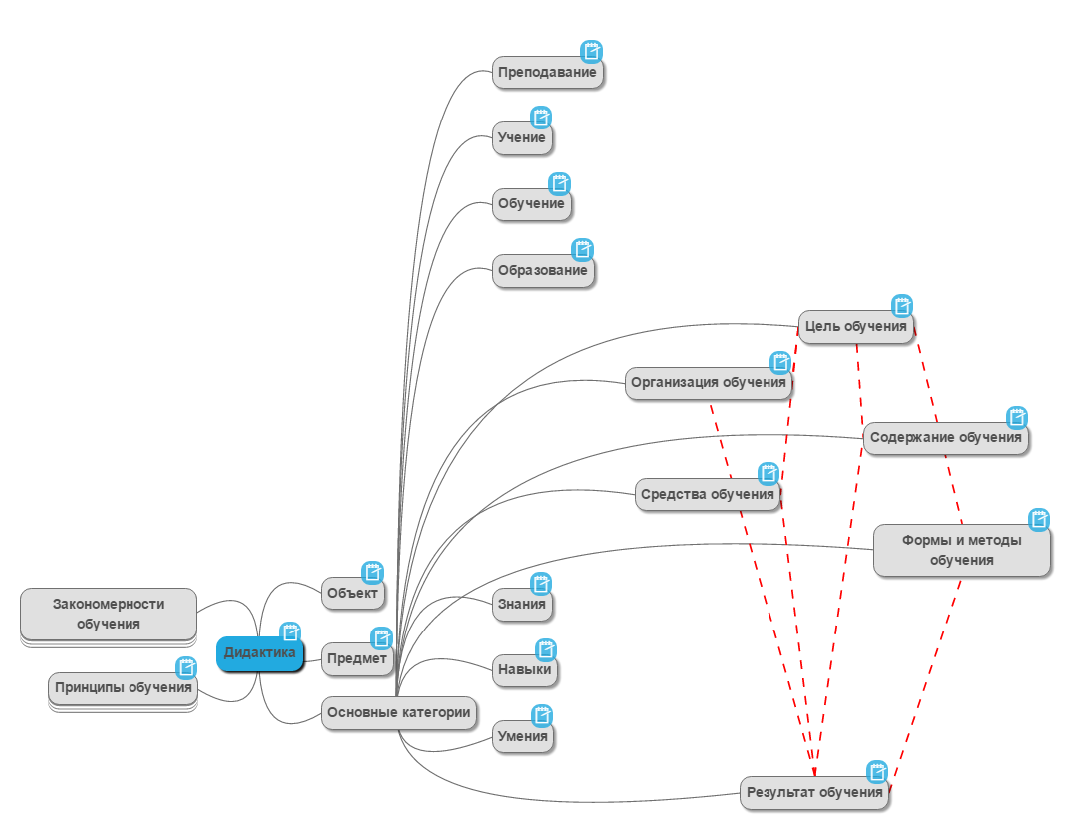 Преподавание
Учение
Обучение
Образование
Цель обучения
Организация обучения
Содержание обучения
Средства обучения
Формы и методы
обучения
Объект
Знания
Закономерности
обучения
Дидактика
Предмет
Навыки
Принципы обучения
Основные категории
Умения
Результат обучения